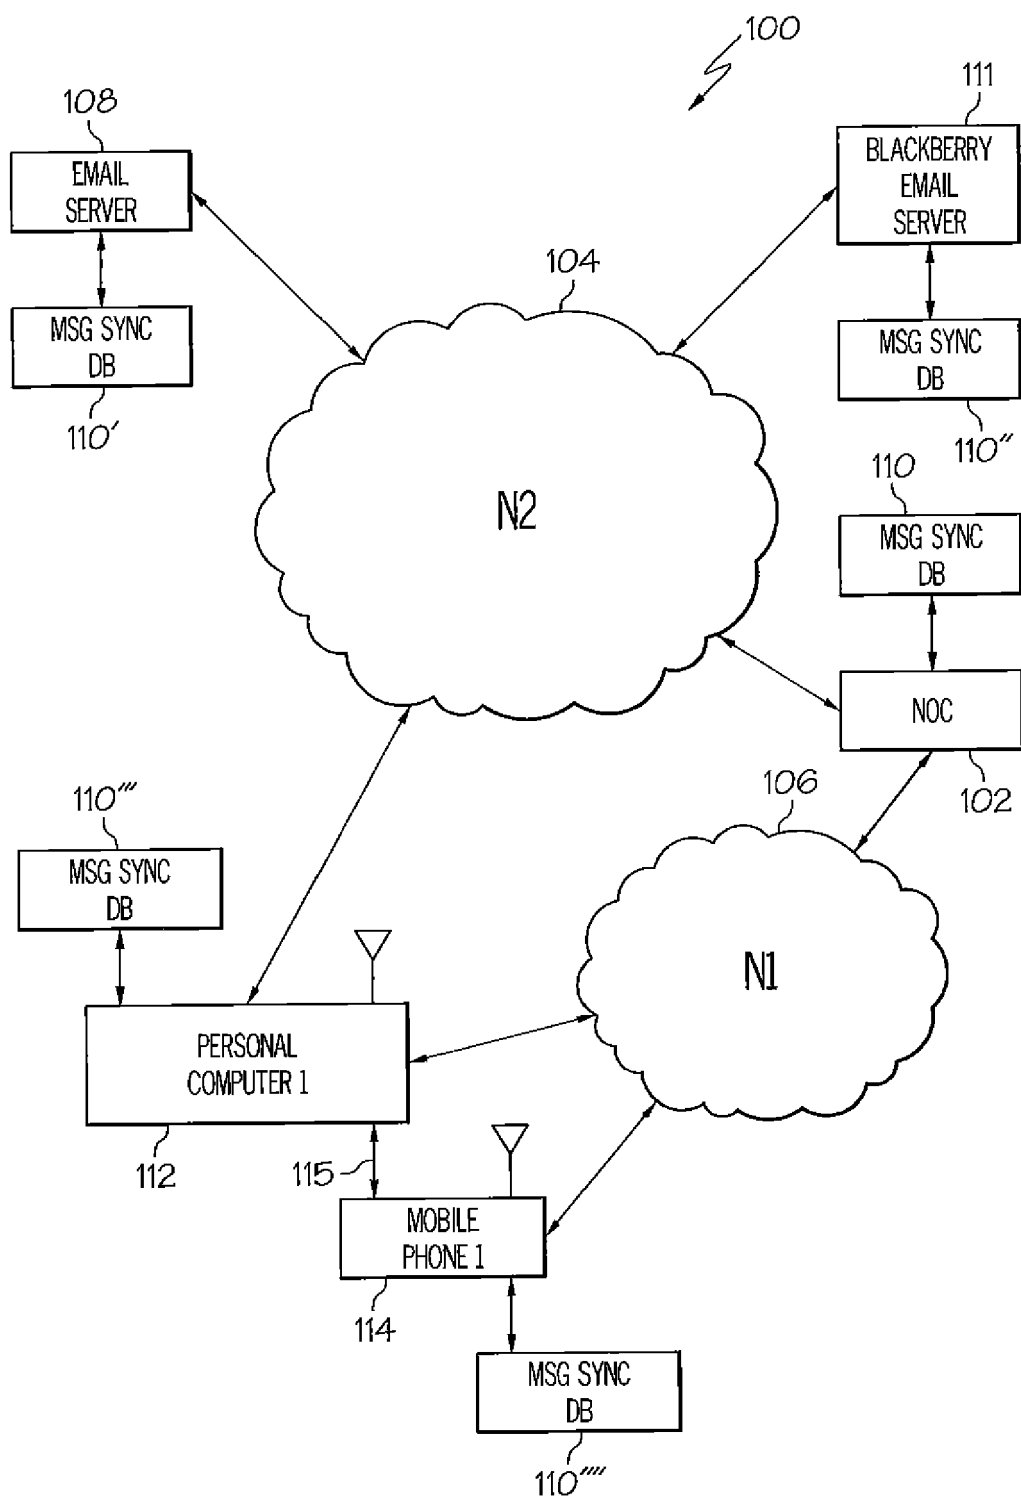 100
108
EMAIL
SERVER
MSG SYNC
DB
110'
111
BLACKBERRY
EMAIL
SERVER
MSG SYNC
DB
110"
104
N2
110
MSG SYNC
DB
NOC
102
106
N1
110'''
MSG SYNC
DB
PERSONAL
COMPUTER 1
112
115
MOBILE
PHONE 1
114
MSG SYNC
DB
110''''